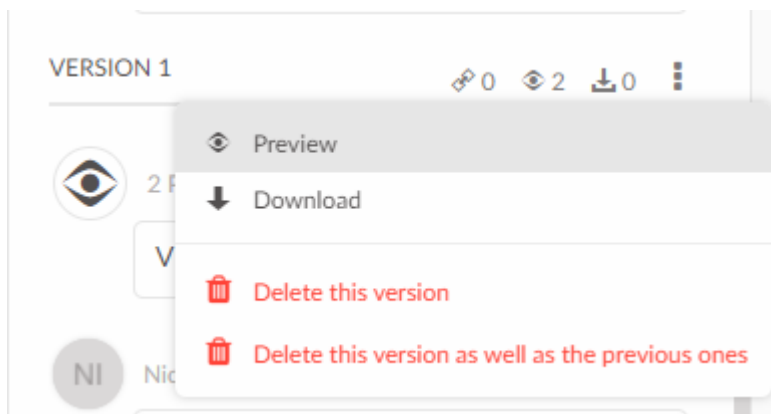 VERSION 1 0 2 0
Preview
2
Download
V
Delete this version
Delete this version as well as the previous ones
NI